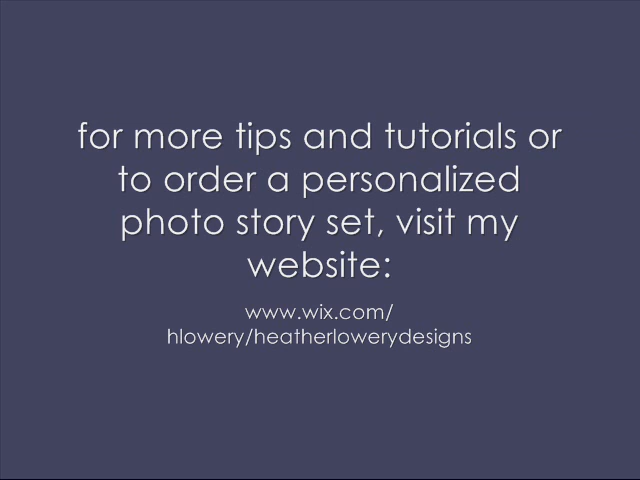 for more tips and tutorials or
to order a personalized
photo story set, visit my
website:
www.wix.com/
hlowery/heatherlowerydesigns